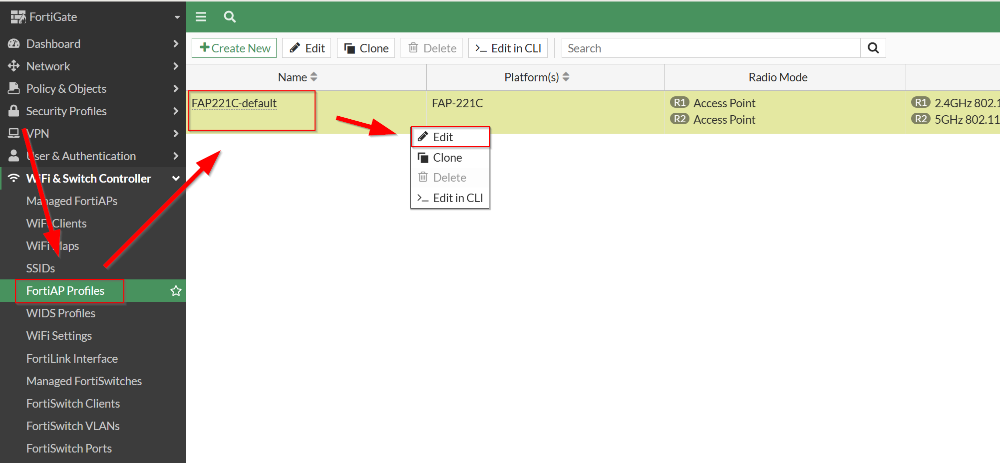 FortiGate
Dashboard
Network
Policy & Objects
Security Profiles
VPN
User & Authentication
WiFi & Switch Controller
Managed FortiAPs
WiFi Clients
WiFi Maps
SSIDs
FortiAP Profiles
WIDS Profiles
WiFi Settings
FortiLink Interface
Managed FortiSwitches
FortiSwitch Clients
FortiSwitch VLANs
FortiSwitch Ports
+Create New Edit Clone Delete >_ Edit in CLI Search
Name Platform(s) Radio Mode
FAP221C-default FAP-221C R1 Access Point R1 2.4GHz 802.1
R2 Access Point R2 5GHz 802.11
Edit
Clone
Delete
>_ Edit in CLI